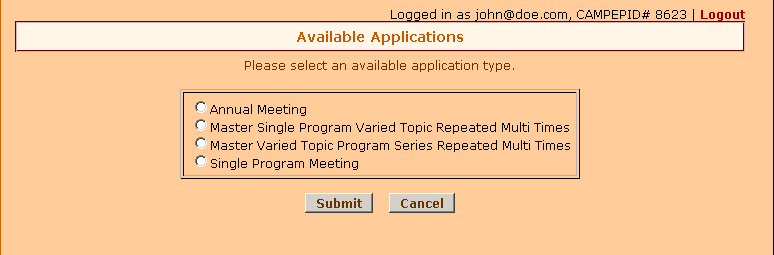 Logged in as john@doe.com, CAMPEPID# 8623 | Logout
Available Applications
Please select an available application type.
Annual Meeting
Master Single Program Varied Topic Repeated Multi Times
Master Varied Topic Program Series Repeated Multi Times
Single Program Meeting
Submit Cancel